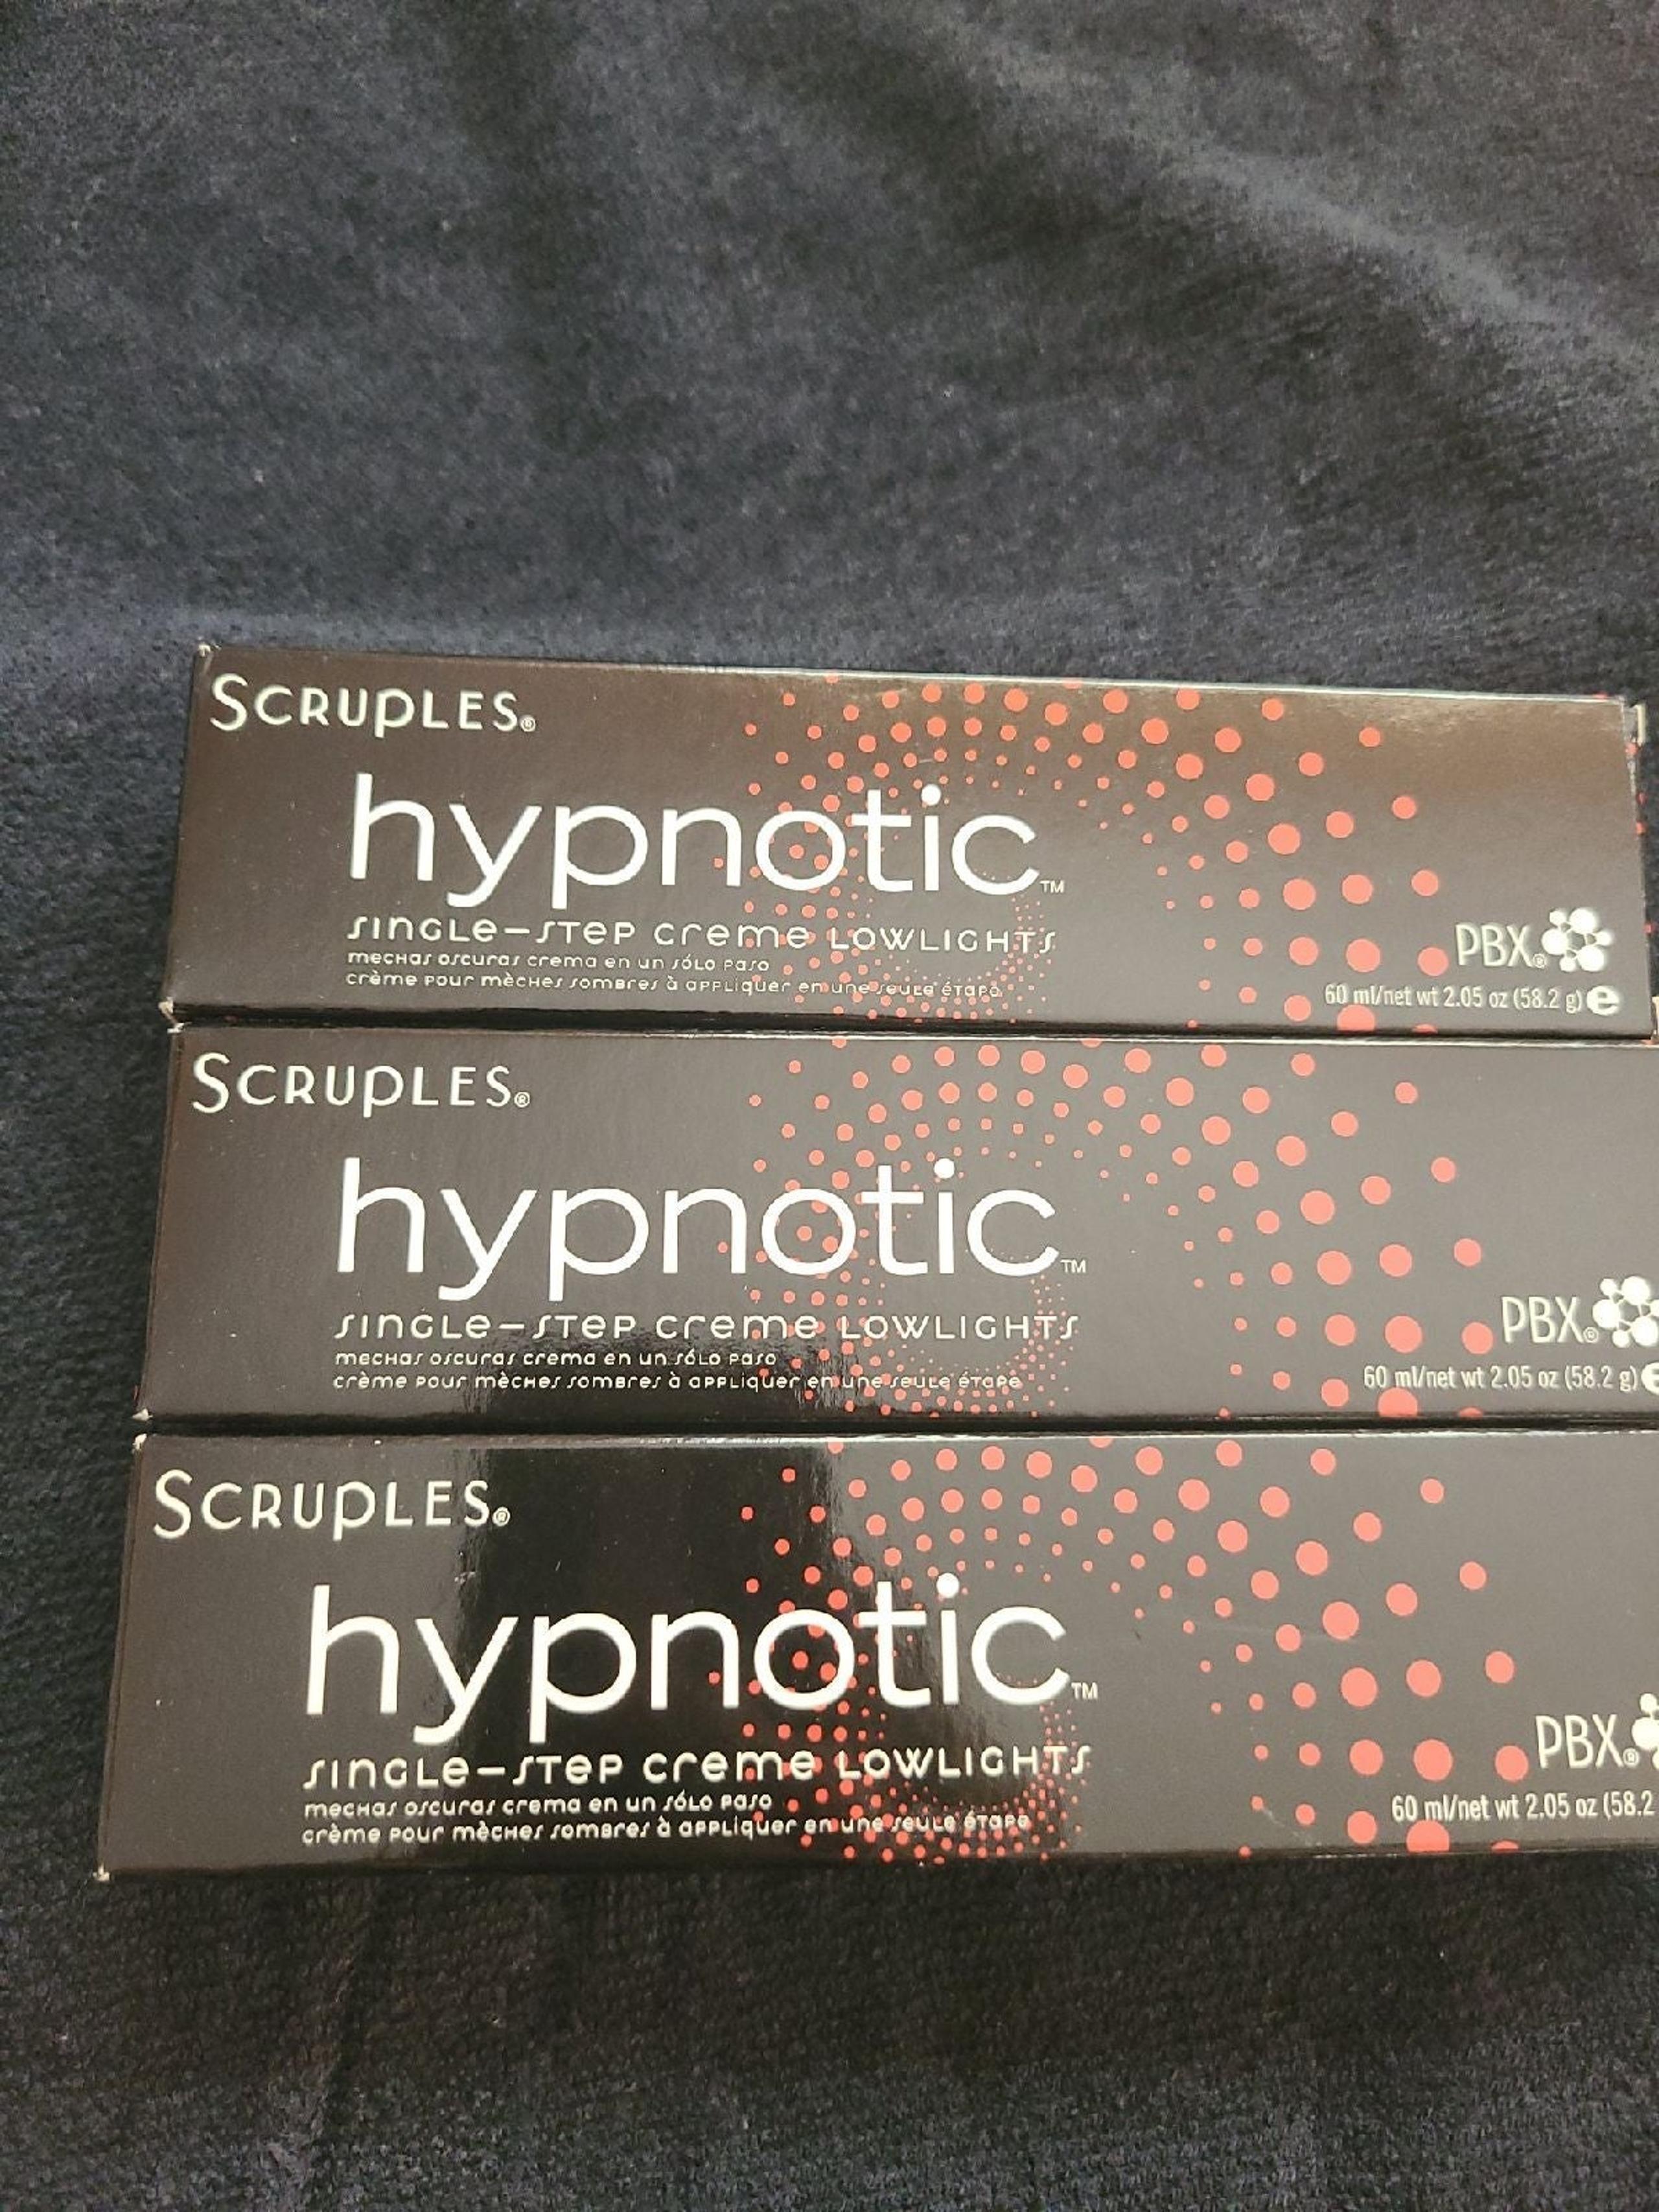 SCRUPLES®
hypnotic™
SINGLE-STEP creme LOWLIGHTS
mechas oscuras crema en un sólo paso
crème pour mèches sombres à appliquer en une seule étape
PBX®
60 ml/net wt 2.05 oz (58.2 g) e
SCRUPLES®
hypnotic™
SINGLE-STEP creme LOWLIGHTS
mechas oscuras crema en un sólo paso
crème pour mèches sombres à appliquer en une seule étape
PBX®
60 ml/net wt 2.05 oz (58.2 g) e
SCRUPLES®
hypnotic™
SINGLE-STEP creme LOWLIGHTS
mechas oscuras crema en un sólo paso
crème pour mèches sombres à appliquer en une seule étape
PBX®
60 ml/net wt 2.05 oz (58.2